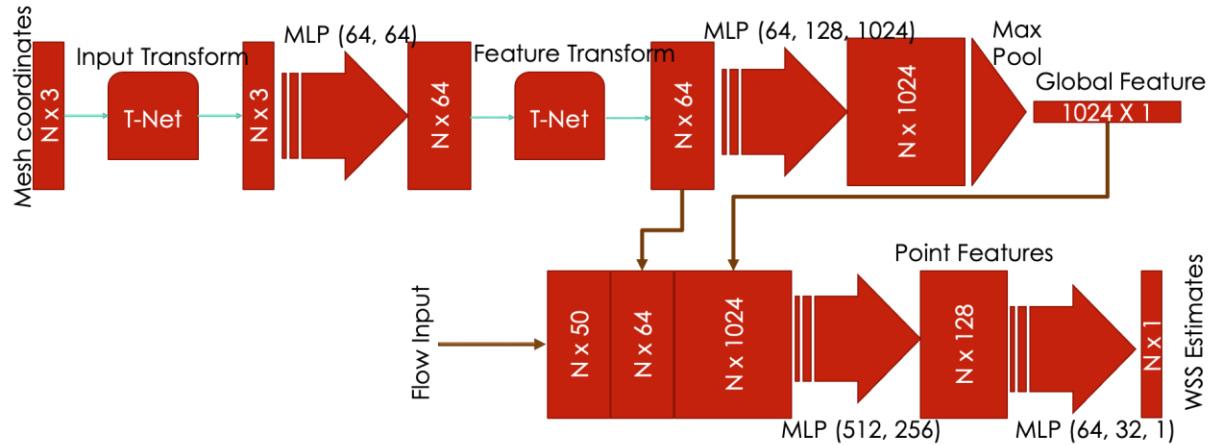 Mesh coordinates
N x 3
Input Transform
T-Net
N x 3
MLP (64, 64)
N x 64
Feature Transform
T-Net
N x 64
MLP (64, 128, 1024)
N x 1024
Max
Pool
Global Feature
1024 X 1
Flow Input
N x 50
N x 64
N x 1024
MLP (512, 256)
Point Features
N x 128
MLP (64, 32, 1)
N x 1
WSS Estimates